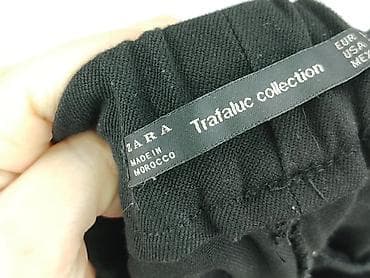 ZARA
MADE IN
MOROCCO
Trafaluc collection
EUR
USA
MEX